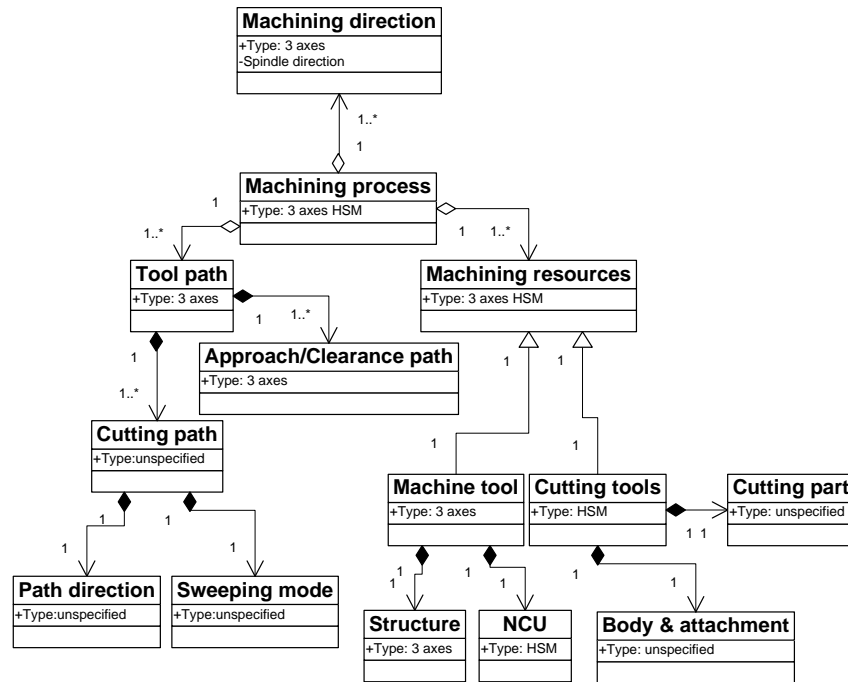 Machining direction
+Type: 3 axes
-Spindle direction
1..*
1
Machining process
+Type: 3 axes HSM
1
1..*
1
1..*
Tool path
+Type: 3 axes
Machining resources
+Type: 3 axes HSM
1
1..*
1
1..*
Approach/Clearance path
+Type: 3 axes
1
1
Cutting path
+Type:unspecified
1
1
Machine tool
+Type: 3 axes
Cutting tools
+Type: HSM
Cutting part
+Type: unspecified
1 1
1
1
1
1
Path direction
+Type:unspecified
Sweeping mode
+Type:unspecified
1
1
1
1
1
1
Structure
+Type: 3 axes
NCU
+Type: HSM
Body & attachment
+Type: unspecified